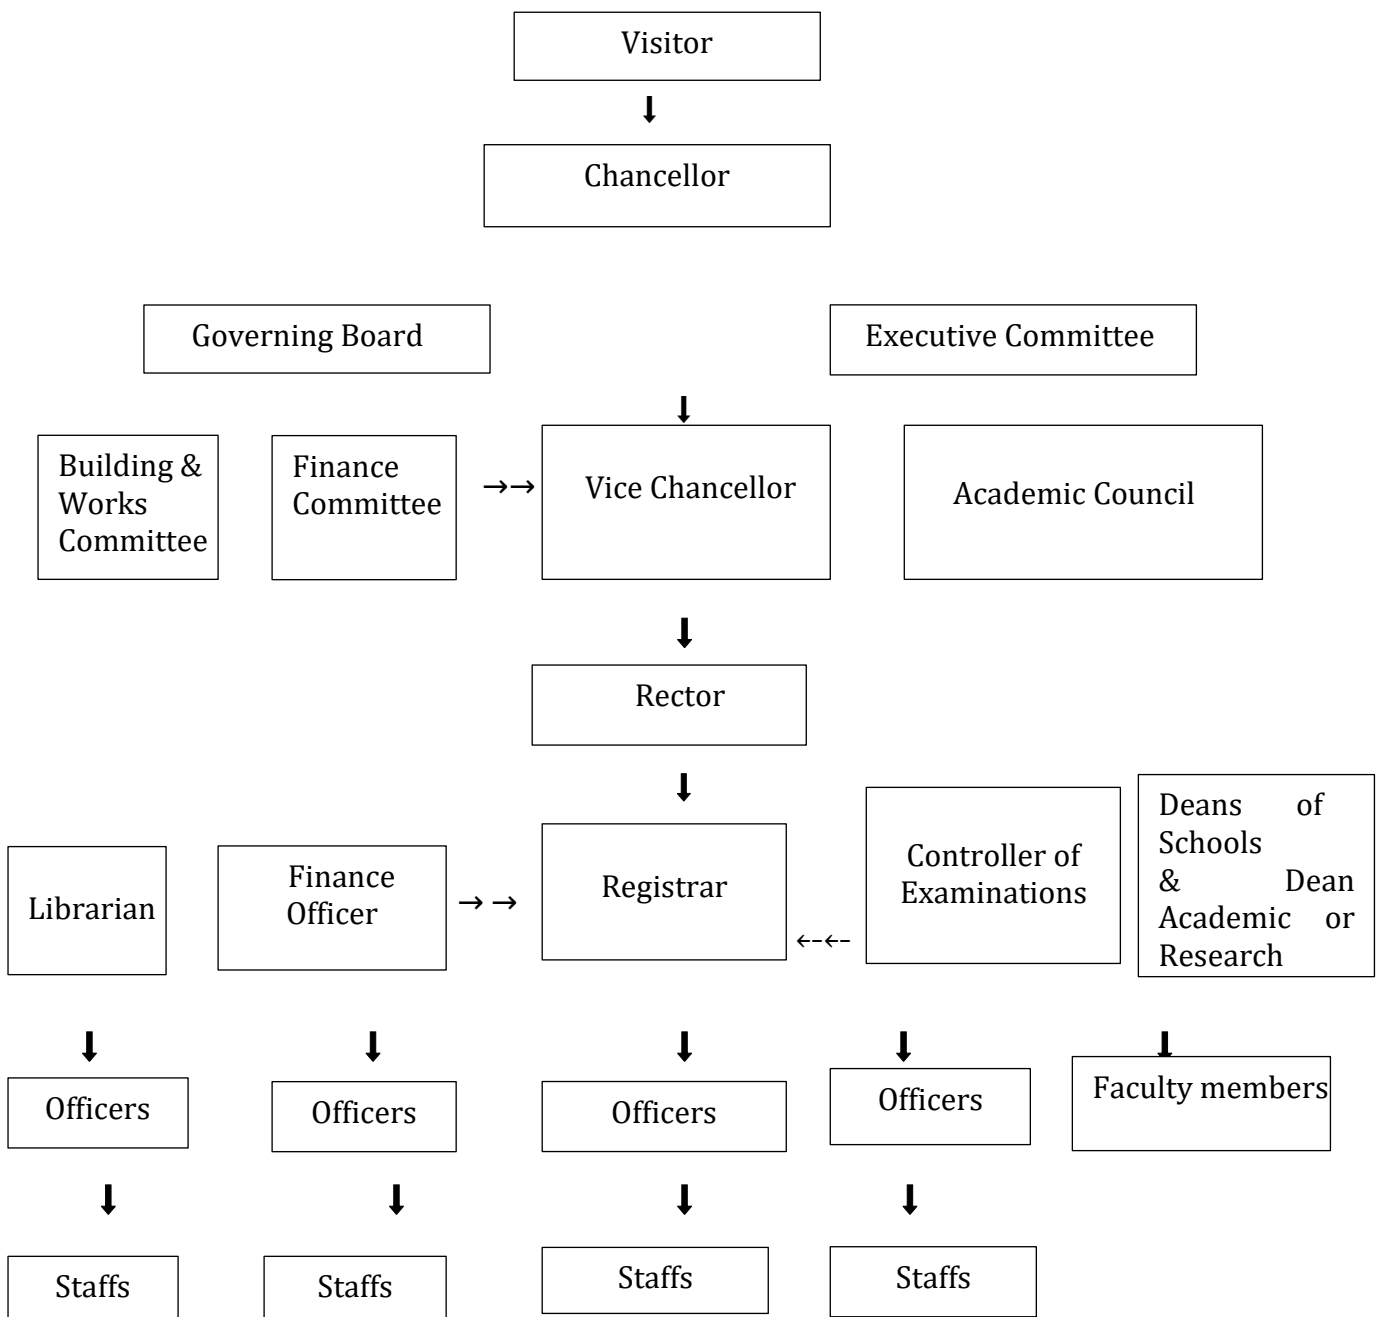 Visitor
Chancellor
Governing Board
Executive Committee
Building &
Works
Committee
Finance
Committee
→→
Vice Chancellor
Academic Council
Rector
Librarian
Finance
Officer
→ →
Registrar
←-←-
Controller of
Examinations
Deans of
Schools
& Dean
Academic or
Research
Officers
Officers
Officers
Officers
Faculty members
Staffs
Staffs
Staffs
Staffs